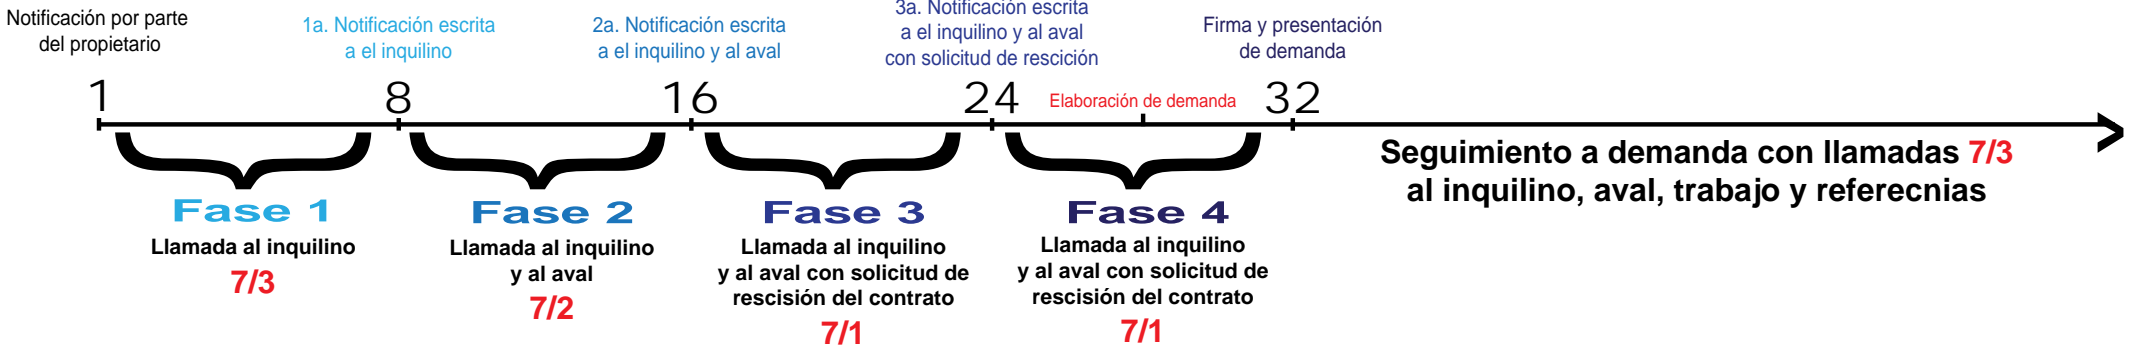 Notificación por parte
del propietario
1a. Notificación escrita
a el inquilino
2a. Notificación escrita
a el inquilino y al aval
3a. Notificación escrita
a el inquilino y al aval
con solicitud de rescición
Firma y presentación
de demanda
1
8
16
24
Elaboración de demanda
32
Fase 1
Llamada al inquilino
7/3
Fase 2
Llamada al inquilino
y al aval
7/2
Fase 3
Llamada al inquilino
y al aval con solicitud de
rescisión del contrato
7/1
Fase 4
Llamada al inquilino
y al aval con solicitud de
rescisión del contrato
7/1
Seguimiento a demanda con llamadas 7/3
al inquilino, aval, trabajo y referecnias